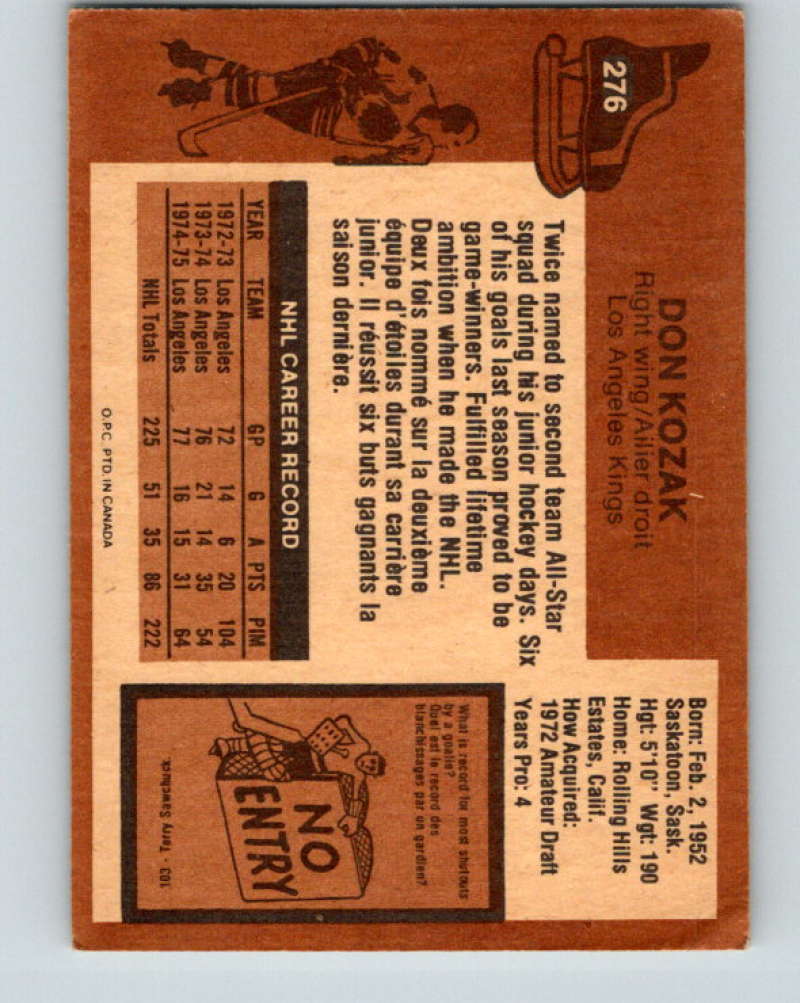 276
DON KOZAK
Right wing/Ailier droit
Los Angeles Kings
Twice named to second team All-Star
squad during his junior hockey days. Six
of his goals last season proved to be
game-winners. Fulfilled lifetime
ambition when he made the NHL.
Deux fois nommé sur la deuxième
équipe d'étoiles durant sa carrière
junior. Il réussit six buts gagnants la
saison dernière.
NHL CAREER RECORD
YEAR TEAM GP G A PTS PIM
1972-73 Los Angeles 72 14 6 20 104
1973-74 Los Angeles 76 21 14 35 54
1974-75 Los Angeles 77 16 15 31 64
NHL Totals 225 51 35 86 222
O.P.C. PTD. IN CANADA
Born: Feb. 2, 1952
Saskatoon, Sask.
Hgt: 5'10" Wgt: 190
Home: Rolling Hills
Estates, Calif.
How Acquired:
1972 Amateur Draft
Years Pro: 4
What is record for most shutouts
by a goalie?
Quel est le record des
blanchissages par un gardien?
NO
ENTRY
103 - Terry Sawchuk.